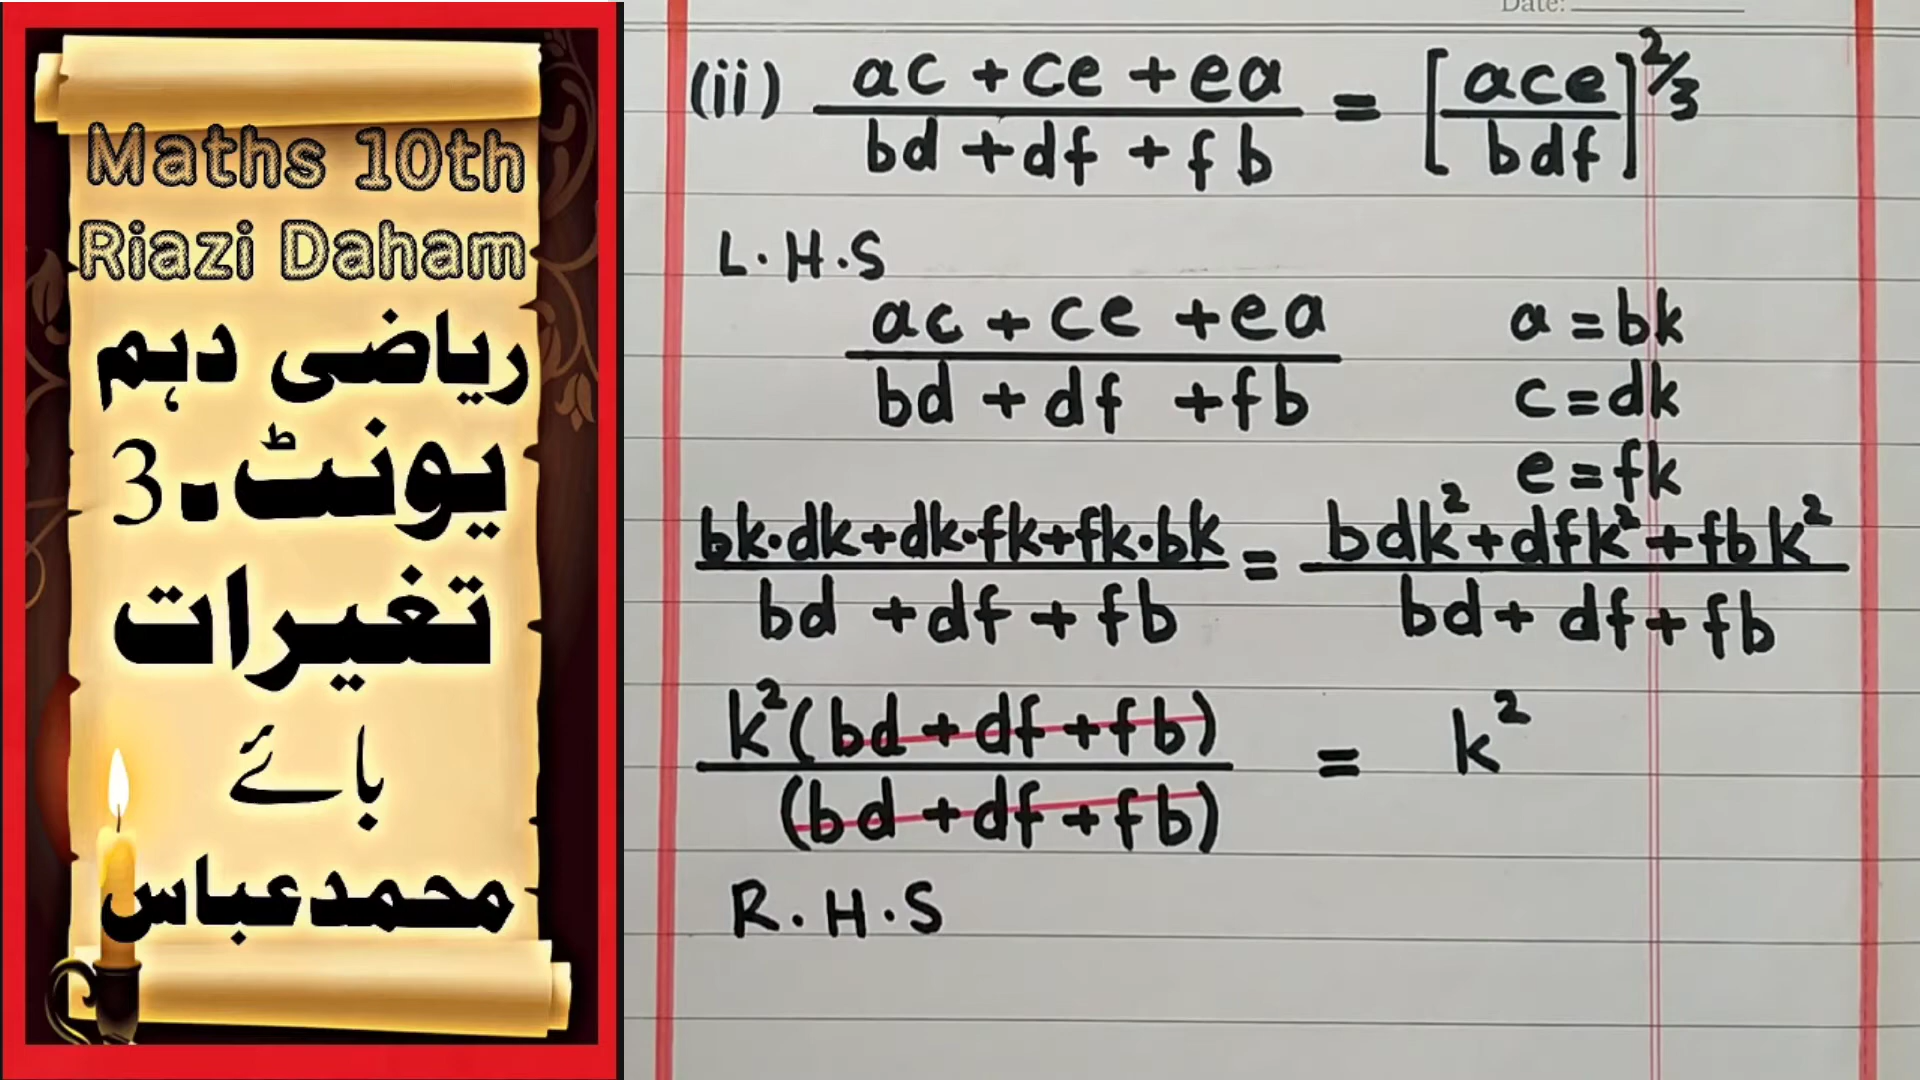 Maths 10th
Riazi Daham
ریاضی دہم
یونٹ۔3
تغیرات
بائے
محمدعباس
Date:
(ii) ac + ce + ea / bd + df + fb = [ace / bdf]^2/3
L.H.S
ac + ce + ea / bd + df + fb
a = bk
c = dk
e = fk
bk·dk+dk·fk+fk·bk / bd + df + fb = bdk²+dfk²+fbk² / bd + df + fb
k²(bd + df + fb) / (bd + df + fb) = k²
R.H.S